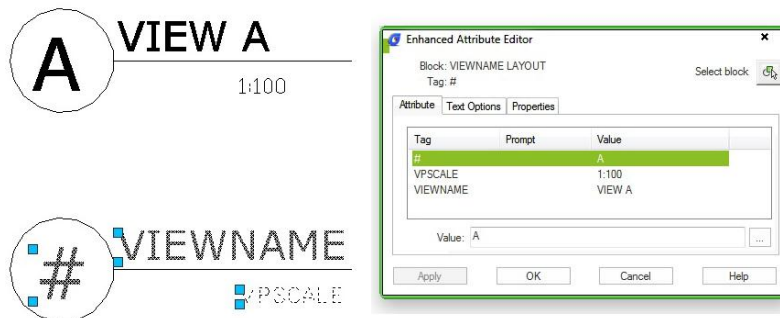 A
VIEW A
1:100
#
VIEWNAME
VPSCALE
Enhanced Attribute Editor
Block: VIEWNAME LAYOUT
Tag: #
Select block
Attribute Text Options Properties
Tag Prompt Value
# A
VPSCALE 1:100
VIEWNAME VIEW A
Value: A
...
Apply OK Cancel Help